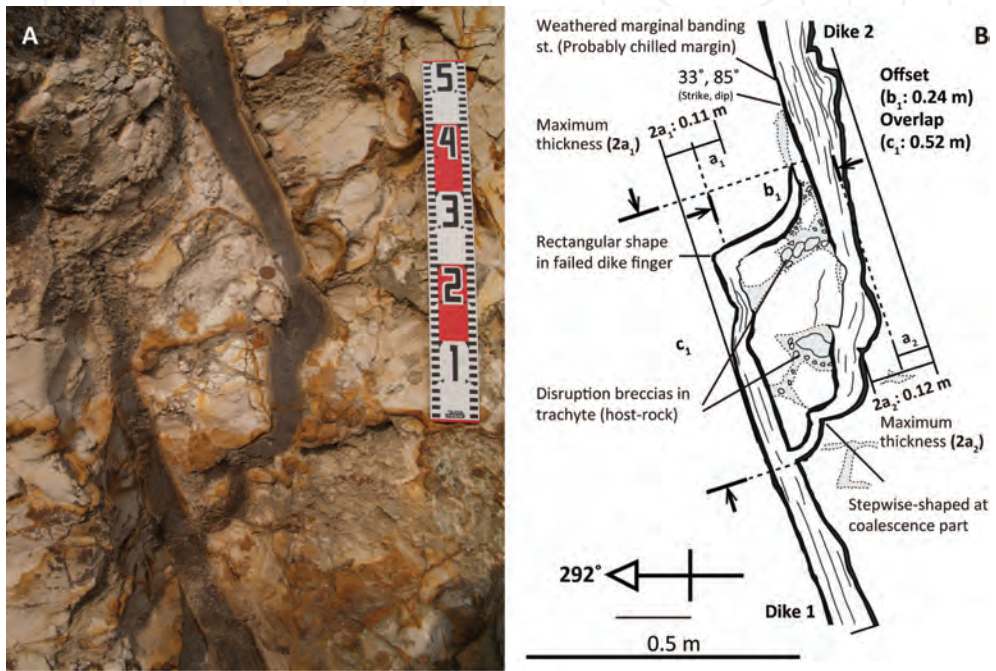 A
5
4
3
2
1
B
Weathered marginal banding
st. (Probably chilled margin)
Dike 2
33°, 85°
(Strike, dip)
Offset
(b1: 0.24 m)
Overlap
(c1: 0.52 m)
Maximum
thickness (2a1)
2a1: 0.11 m
a1
b1
Rectangular shape
in failed dike finger
c1
a2
2a2: 0.12 m
Disruption breccias in
trachyte (host-rock)
Maximum
thickness (2a2)
Stepwise-shaped at
coalescence part
292°
Dike 1
0.5 m